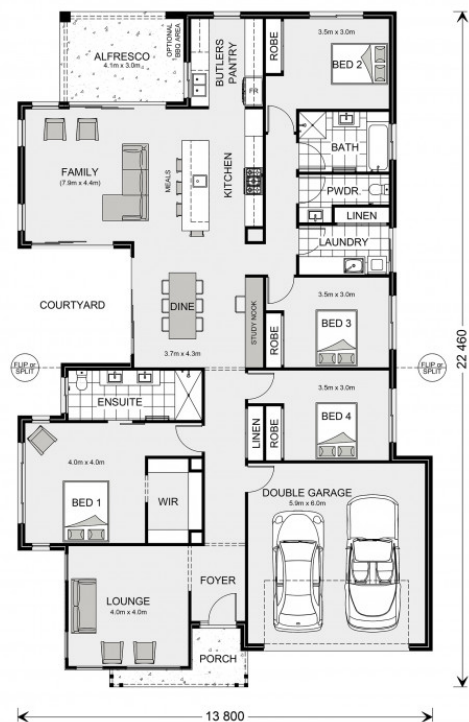 ALFRESCO
4.1m x 3.0m
OPTIONAL
BBQ AREA
BUTLERS
PANTRY
ROBE
3.5m x 3.0m
BED 2
FAMILY
(7.9m x 4.4m)
MEALS
KITCHEN
BATH
PWDR.
LINEN
LAUNDRY
COURTYARD
DINE
3.7m x 4.3m
STUDY NOOK
3.5m x 3.0m
BED 3
ROBE
FLIP or
SPLIT
FLIP or
SPLIT
22 460
ENSUITE
3.5m x 3.0m
BED 4
LINEN
ROBE
4.0m x 4.0m
BED 1
WIR
DOUBLE GARAGE
5.9m x 6.0m
FOYER
LOUNGE
4.0m x 4.0m
PORCH
13 800